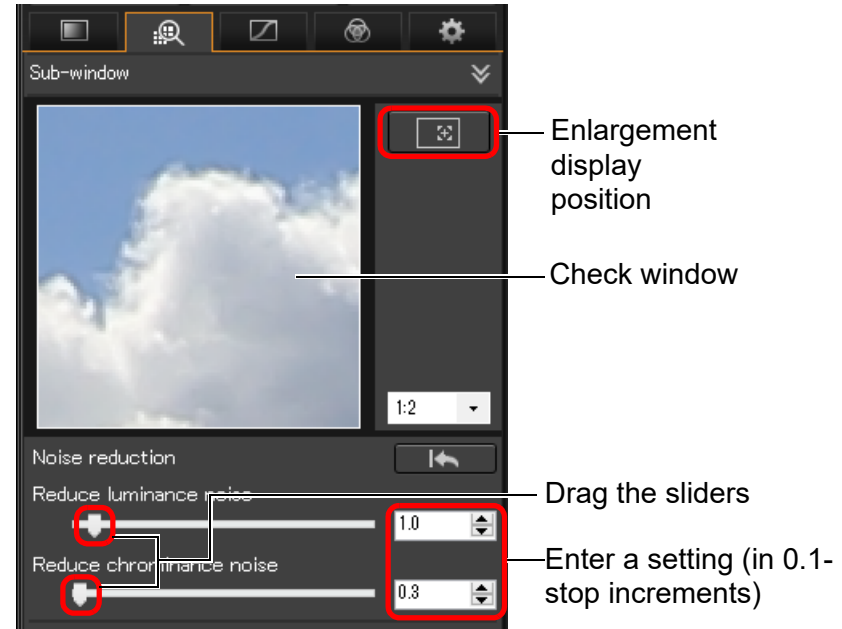 Sub-window
Enlargement
display
position
Check window
1:2
Noise reduction
Reduce luminance noise
Drag the sliders
1.0
Enter a setting (in 0.1-
stop increments)
Reduce chrominance noise
0.3